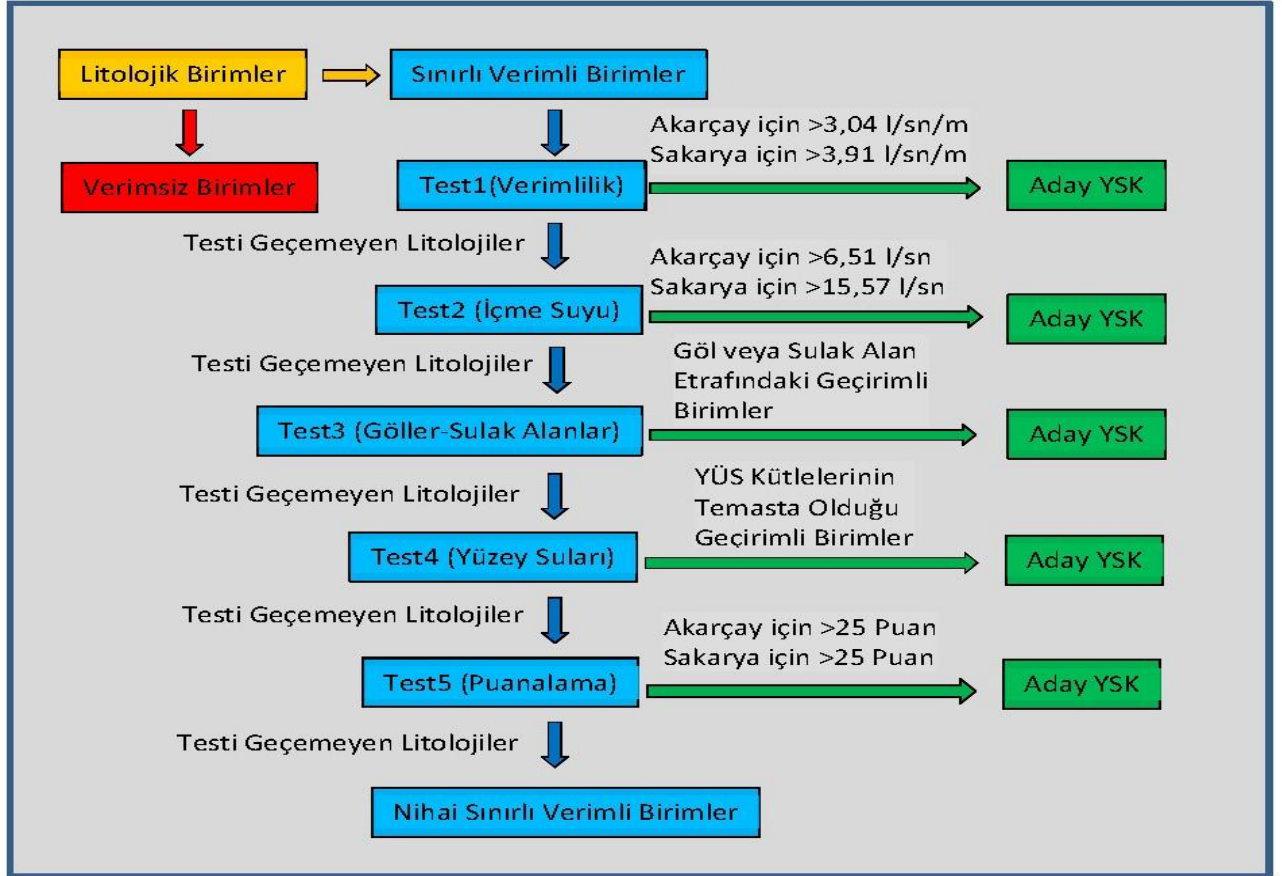 Litolojik Birimler
Sınırlı Verimli Birimler
Verimsiz Birimler
Akarçay için >3,04 l/sn/m
Sakarya için >3,91 l/sn/m
Test1(Verimlilik)
Aday YSK
Testi Geçemeyen Litolojiler
Akarçay için >6,51 l/sn
Sakarya için >15,57 l/sn
Test2 (İçme Suyu)
Aday YSK
Testi Geçemeyen Litolojiler
Göl veya Sulak Alan
Etrafındaki Geçirimli
Birimler
Test3 (Göller-Sulak Alanlar)
Aday YSK
Testi Geçemeyen Litolojiler
YÜS Kütlelerinin
Temasta Olduğu
Geçirimli Birimler
Test4 (Yüzey Suları)
Aday YSK
Testi Geçemeyen Litolojiler
Akarçay için >25 Puan
Sakarya için >25 Puan
Test5 (Puanalama)
Aday YSK
Testi Geçemeyen Litolojiler
Nihai Sınırlı Verimli Birimler